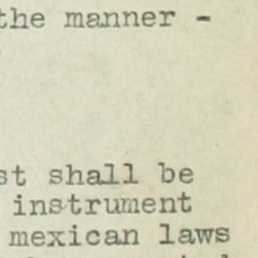 the manner -
st shall be
instrument
mexican laws